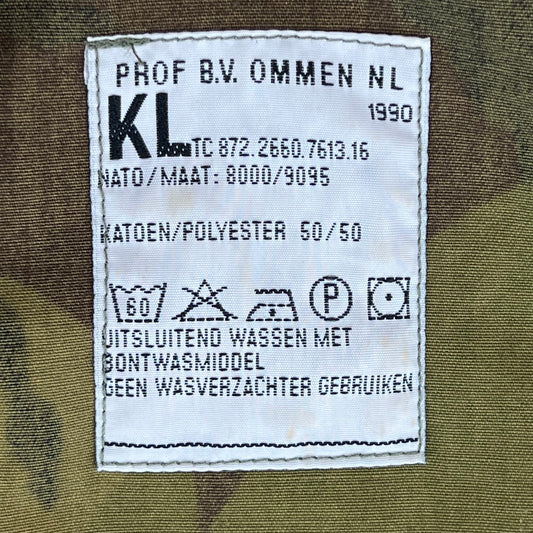 PROF B.V. OMMEN NL
1990
KL TC 872.2660.7613.16
NATO/MAAT: 8000/9095
KATOEN/POLYESTER 50/50
60 P
UITSLUITEND WASSEN MET
BONTWASMIDDEL
GEEN WASVERZACHTER GEBRUIKEN